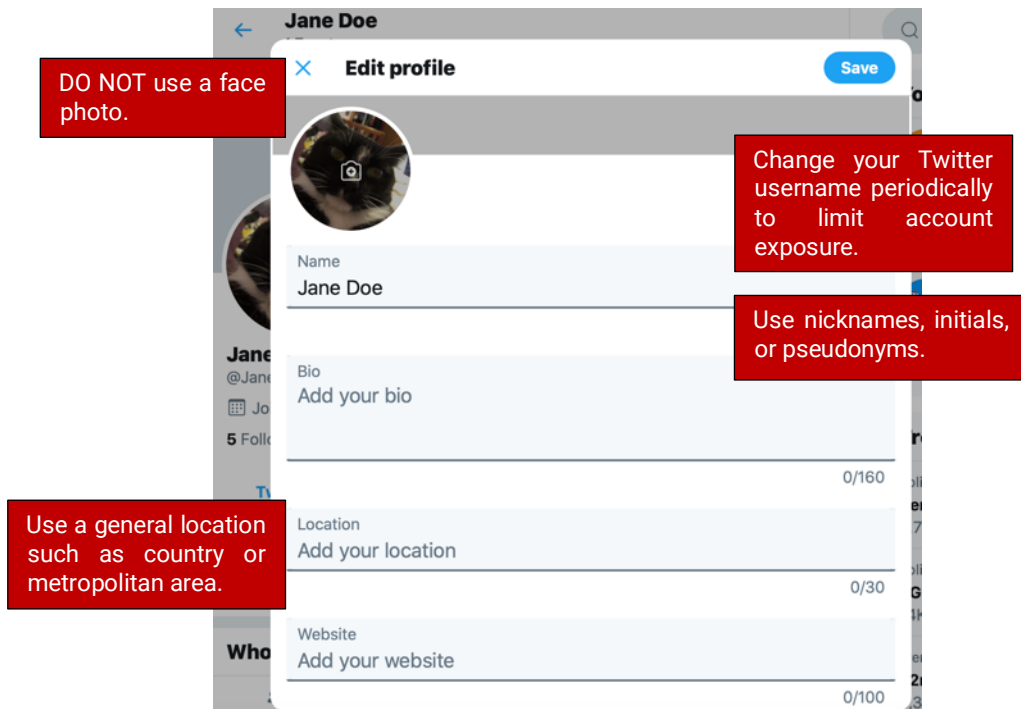 Jane Doe
DO NOT use a face
photo.
Edit profile
Save
Change your Twitter
username periodically
to limit account
exposure.
Name
Jane Doe
Use nicknames, initials,
or pseudonyms.
Jane
@Jane
Jo
5 Follo
Bio
Add your bio
0/160
Use a general location
such as country or
metropolitan area.
Location
Add your location
0/30
Who
Website
Add your website
0/100